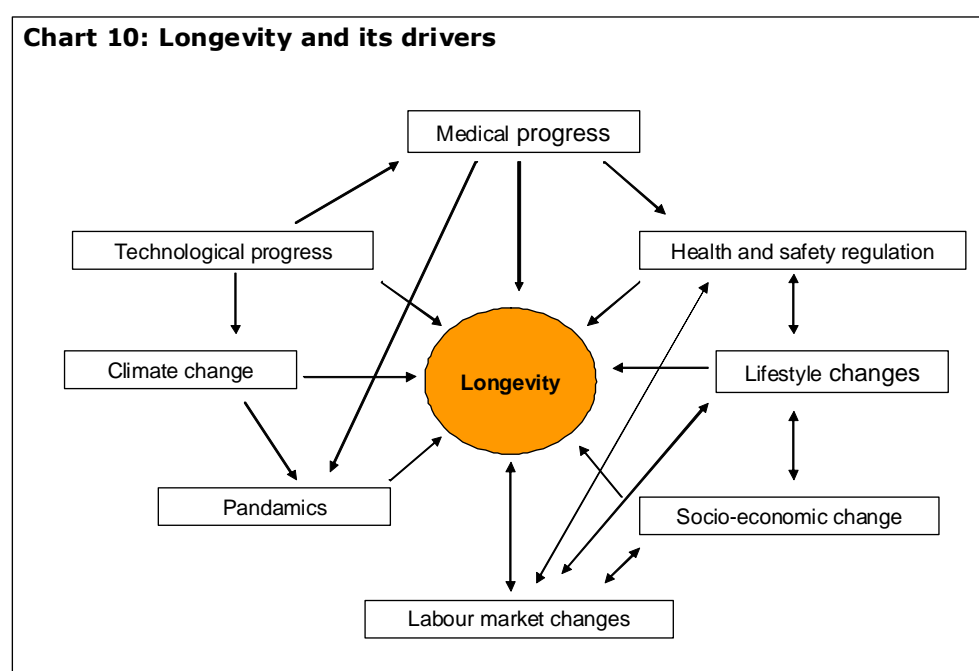 Chart 10: Longevity and its drivers
Medical progress
Technological progress
Health and safety regulation
Climate change
Longevity
Lifestyle changes
Pandamics
Socio-economic change
Labour market changes